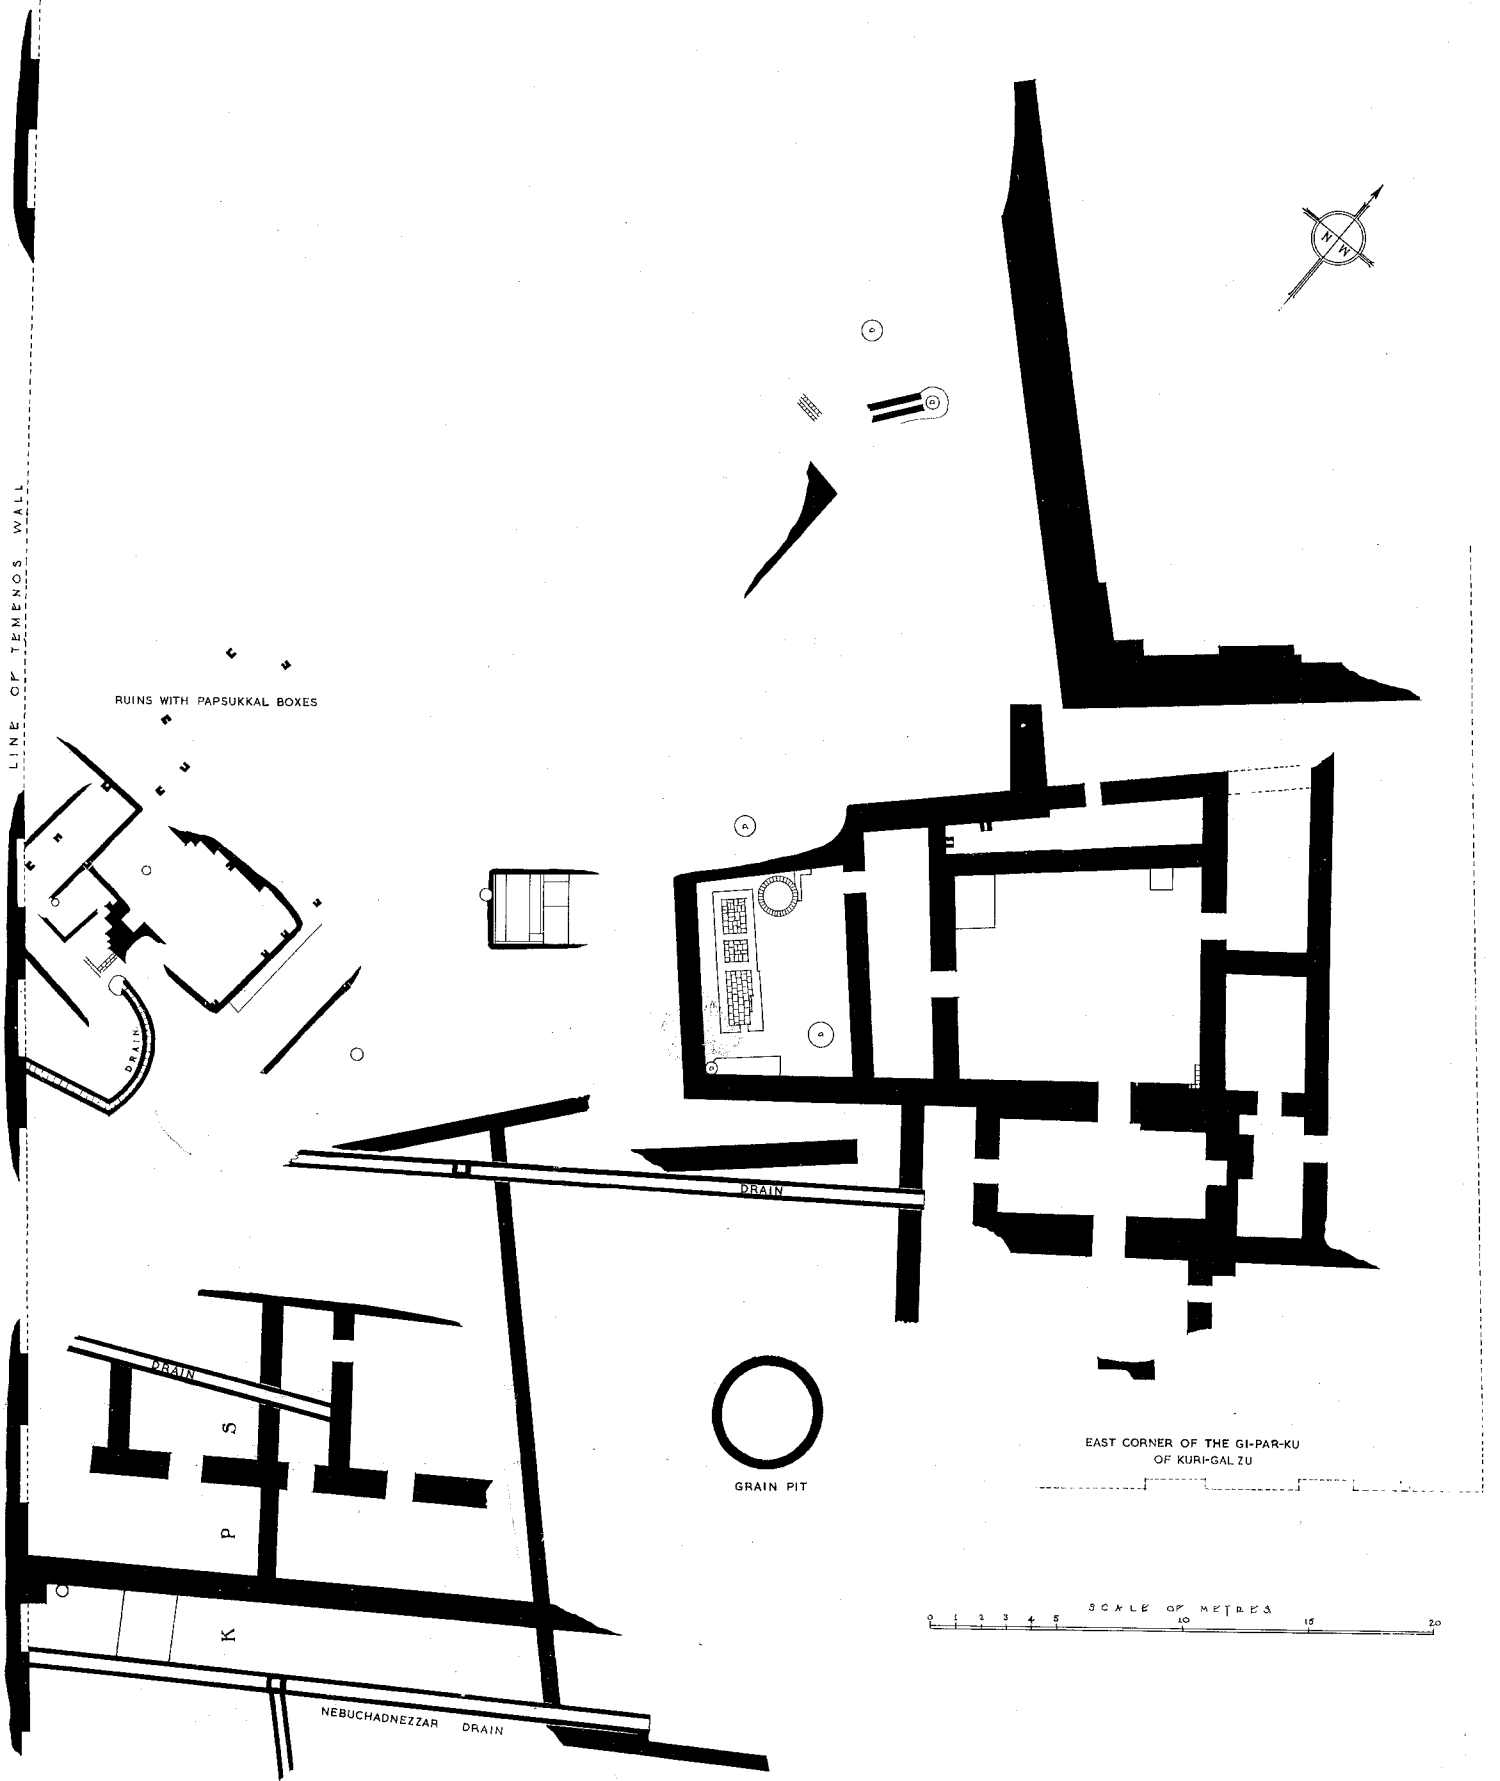 N M
D
D
LINE OF TEMENOS WALL
RUINS WITH PAPSUKKAL BOXES
A
D
D
DRAIN
DRAIN
DRAIN
S
P
K
GRAIN PIT
EAST CORNER OF THE GI-PAR-KU
OF KURI-GALZU
SCALE OF METRES
0 1 2 3 4 5 10 15 20
NEBUCHADNEZZAR DRAIN